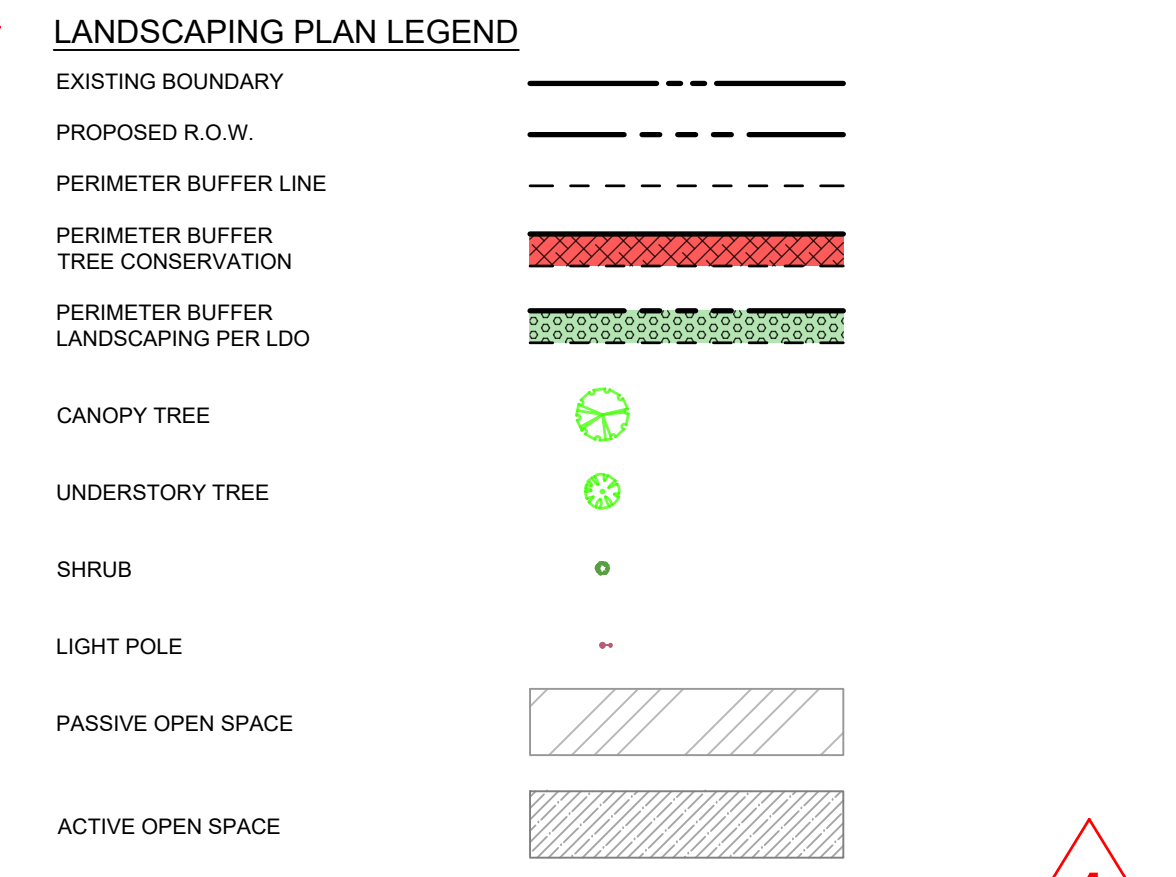 LANDSCAPING PLAN LEGEND
EXISTING BOUNDARY
PROPOSED R.O.W.
PERIMETER BUFFER LINE
PERIMETER BUFFER
TREE CONSERVATION
PERIMETER BUFFER
LANDSCAPING PER LDO
CANOPY TREE
UNDERSTORY TREE
SHRUB
LIGHT POLE
PASSIVE OPEN SPACE
ACTIVE OPEN SPACE